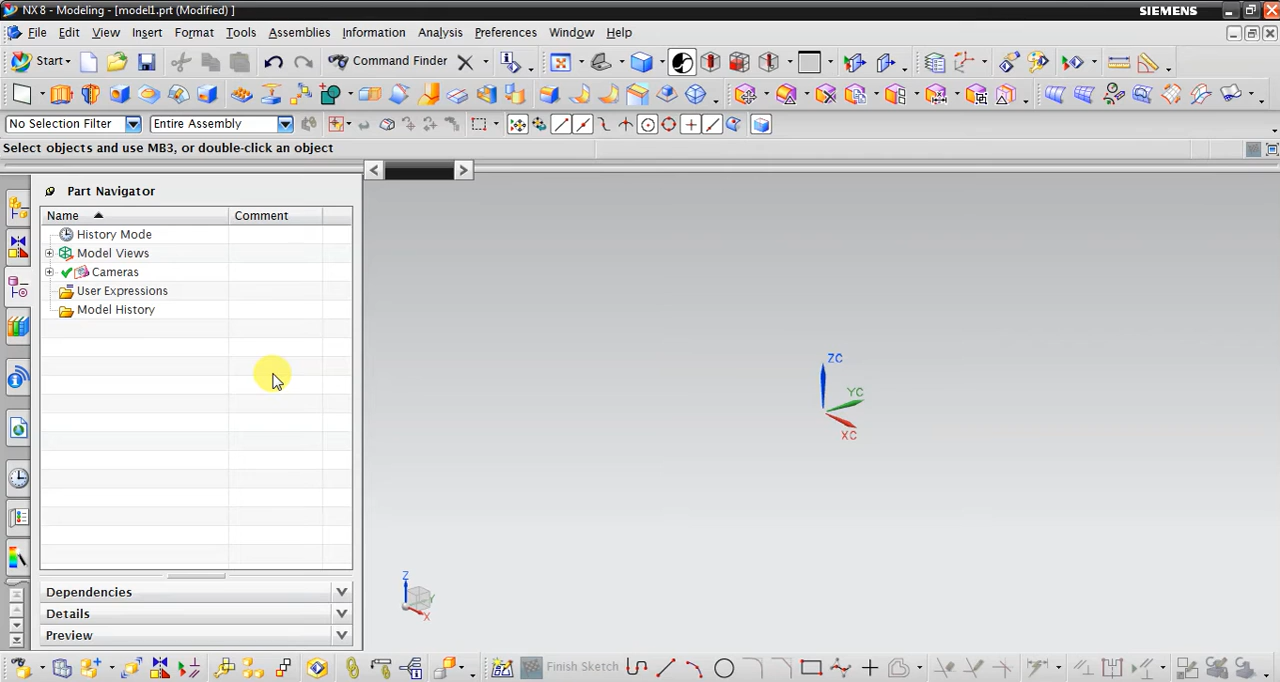 NX 8 - Modeling - [model1.prt (Modified) ]
SIEMENS
File Edit View Insert Format Tools Assemblies Information Analysis Preferences Window Help
Start Command Finder
No Selection Filter Entire Assembly
Select objects and use MB3, or double-click an object
Part Navigator
Name Comment
History Mode
Model Views
Cameras
User Expressions
Model History
ZC
YC
XC
Z
Y
X
Dependencies
Details
Preview
Finish Sketch